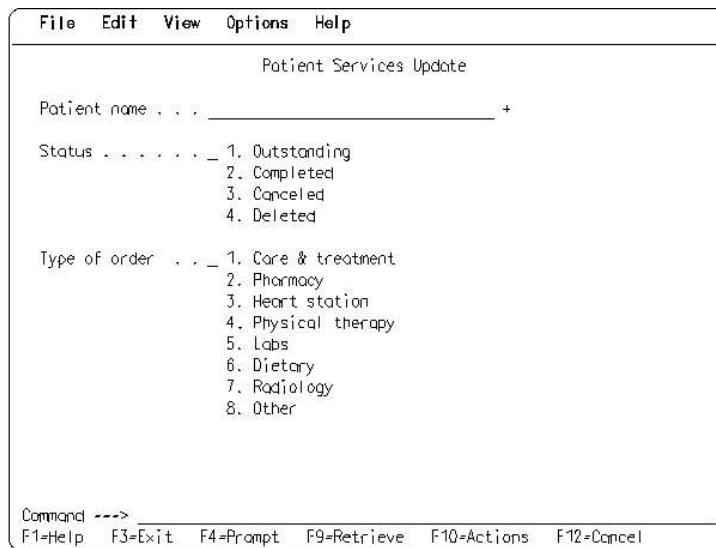 File Edit View Options Help
Patient Services Update
Patient name . . . ______________________________ +
Status . . . . . . _ 1. Outstanding
2. Completed
3. Canceled
4. Deleted
Type of order . . _ 1. Care & treatment
2. Pharmacy
3. Heart station
4. Physical therapy
5. Labs
6. Dietary
7. Radiology
8. Other
Command ---> ______________________________
F1=Help F3=Exit F4=Prompt F9=Retrieve F10=Actions F12=Cancel